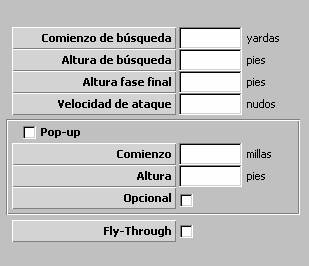 Comienzo de búsqueda yardas
Altura de búsqueda pies
Altura fase final pies
Velocidad de ataque nudos
Pop-up
Comienzo millas
Altura pies
Opcional
Fly-Through